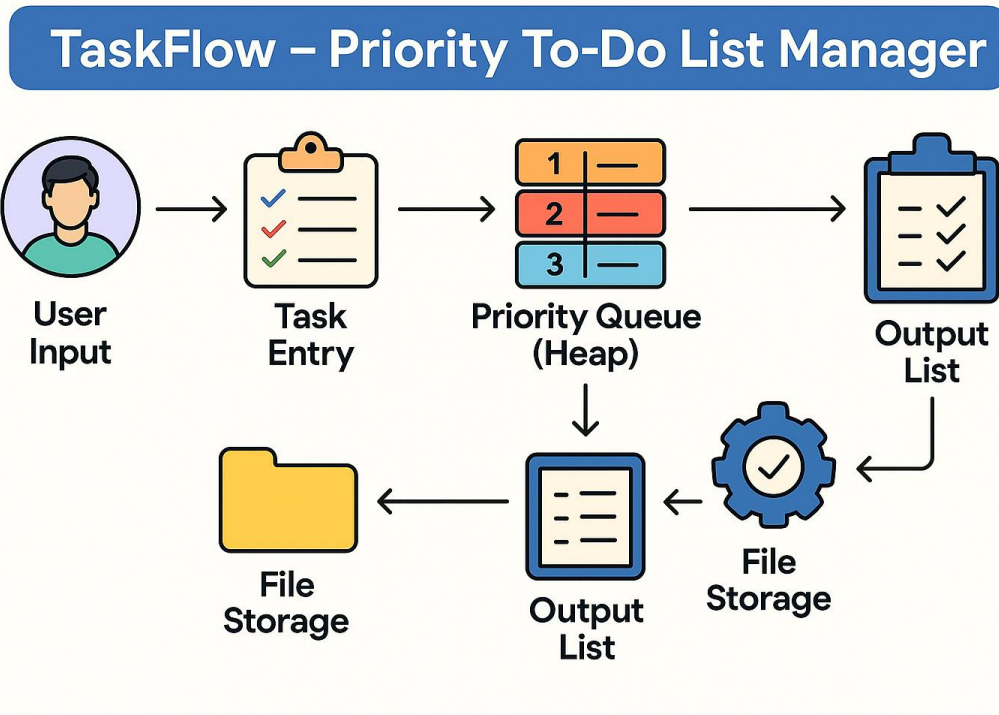 TaskFlow – Priority To-Do List Manager
User
Input
Task
Entry
1
2
3
Priority Queue
(Heap)
Output
List
File
Storage
Output
List
File
Storage